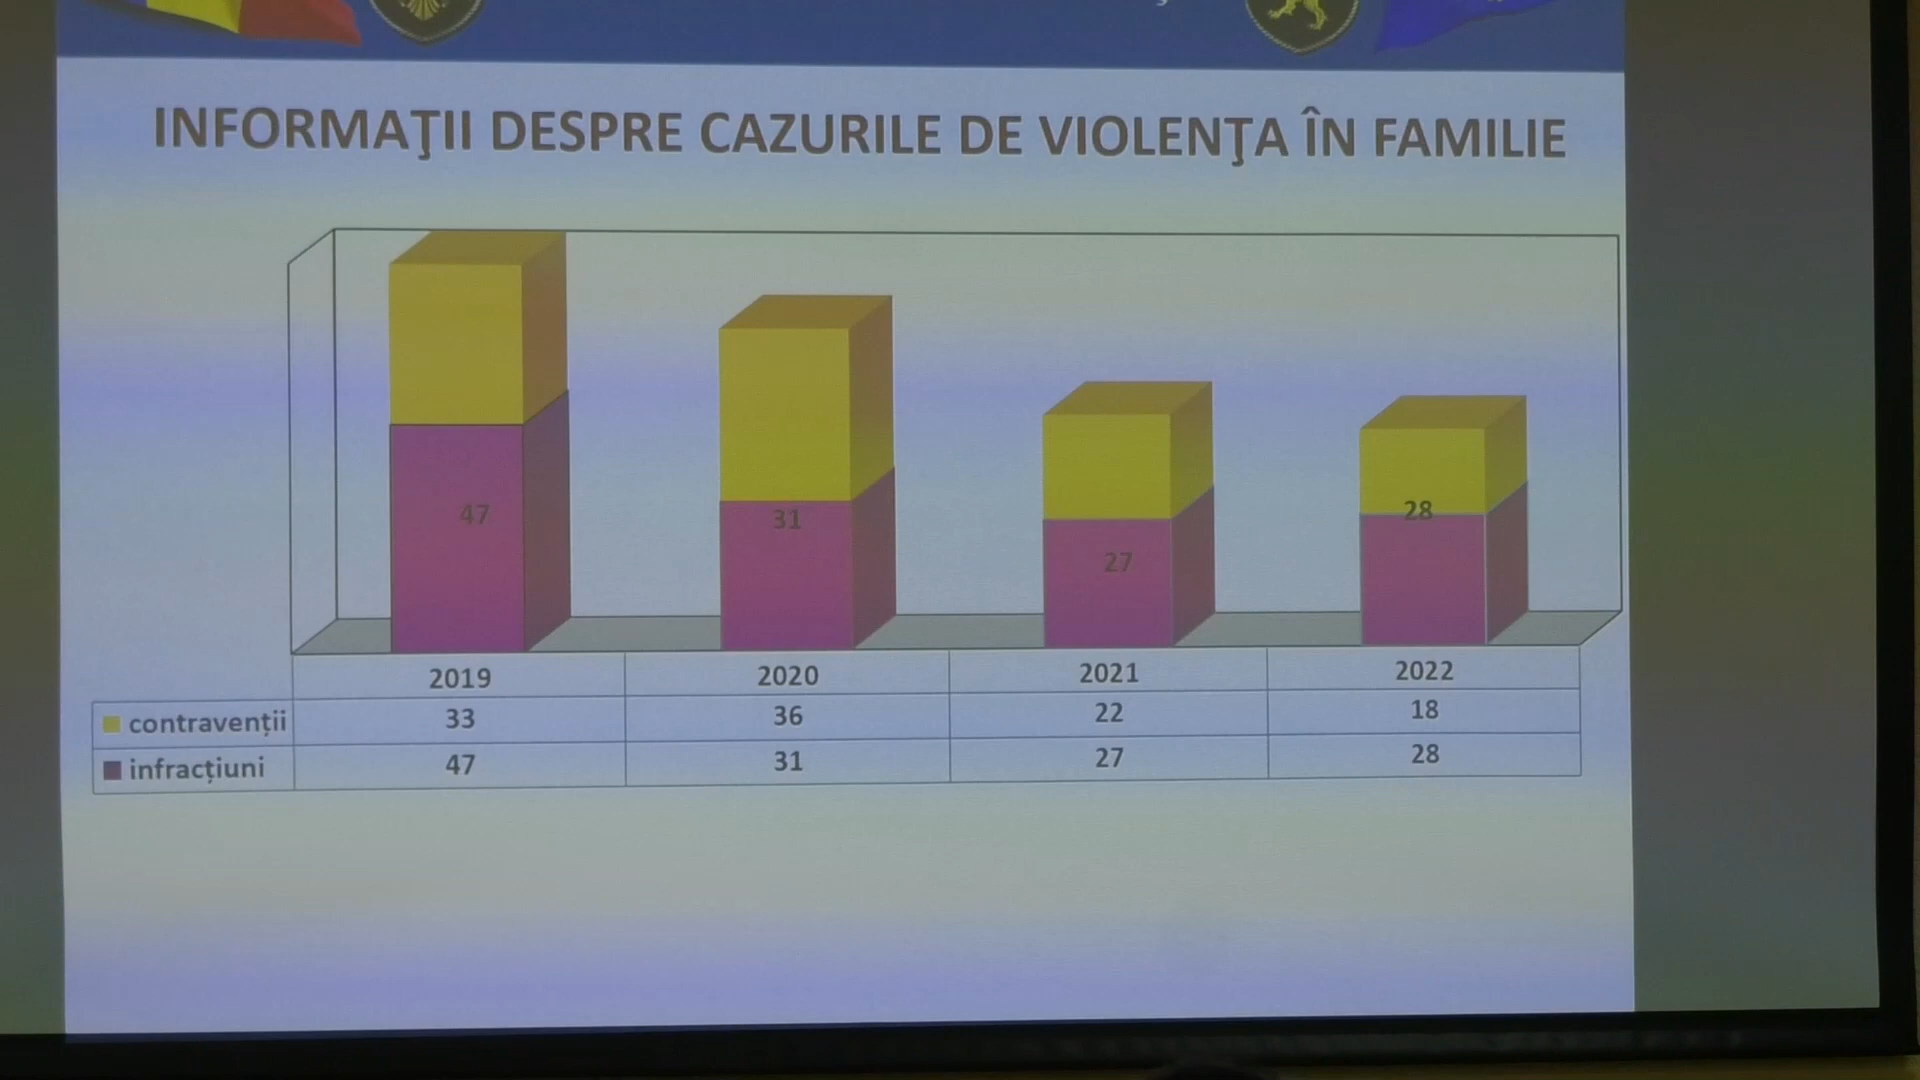 INFORMAŢII DESPRE CAZURILE DE VIOLENŢA ÎN FAMILIE
47 31 27 28
2019 2020 2021 2022
contravenții 33 36 22 18
infracțiuni 47 31 27 28